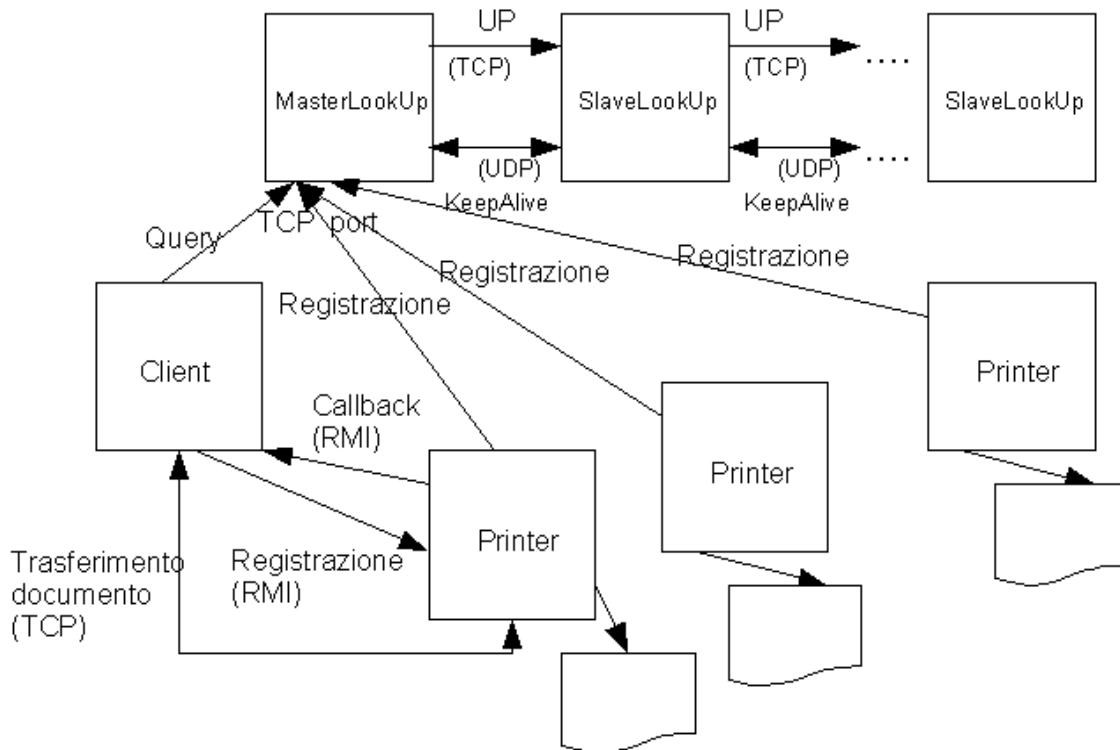 UP
UP
(TCP)
(TCP)
....
MasterLookUp
SlaveLookUp
SlaveLookUp
(UDP)
(UDP)
....
KeepAlive
KeepAlive
TCP port
Query
Registrazione
Registrazione
Registrazione
Client
Printer
Callback
(RMI)
Printer
Printer
Trasferimento
documento
(TCP)
Registrazione
(RMI)